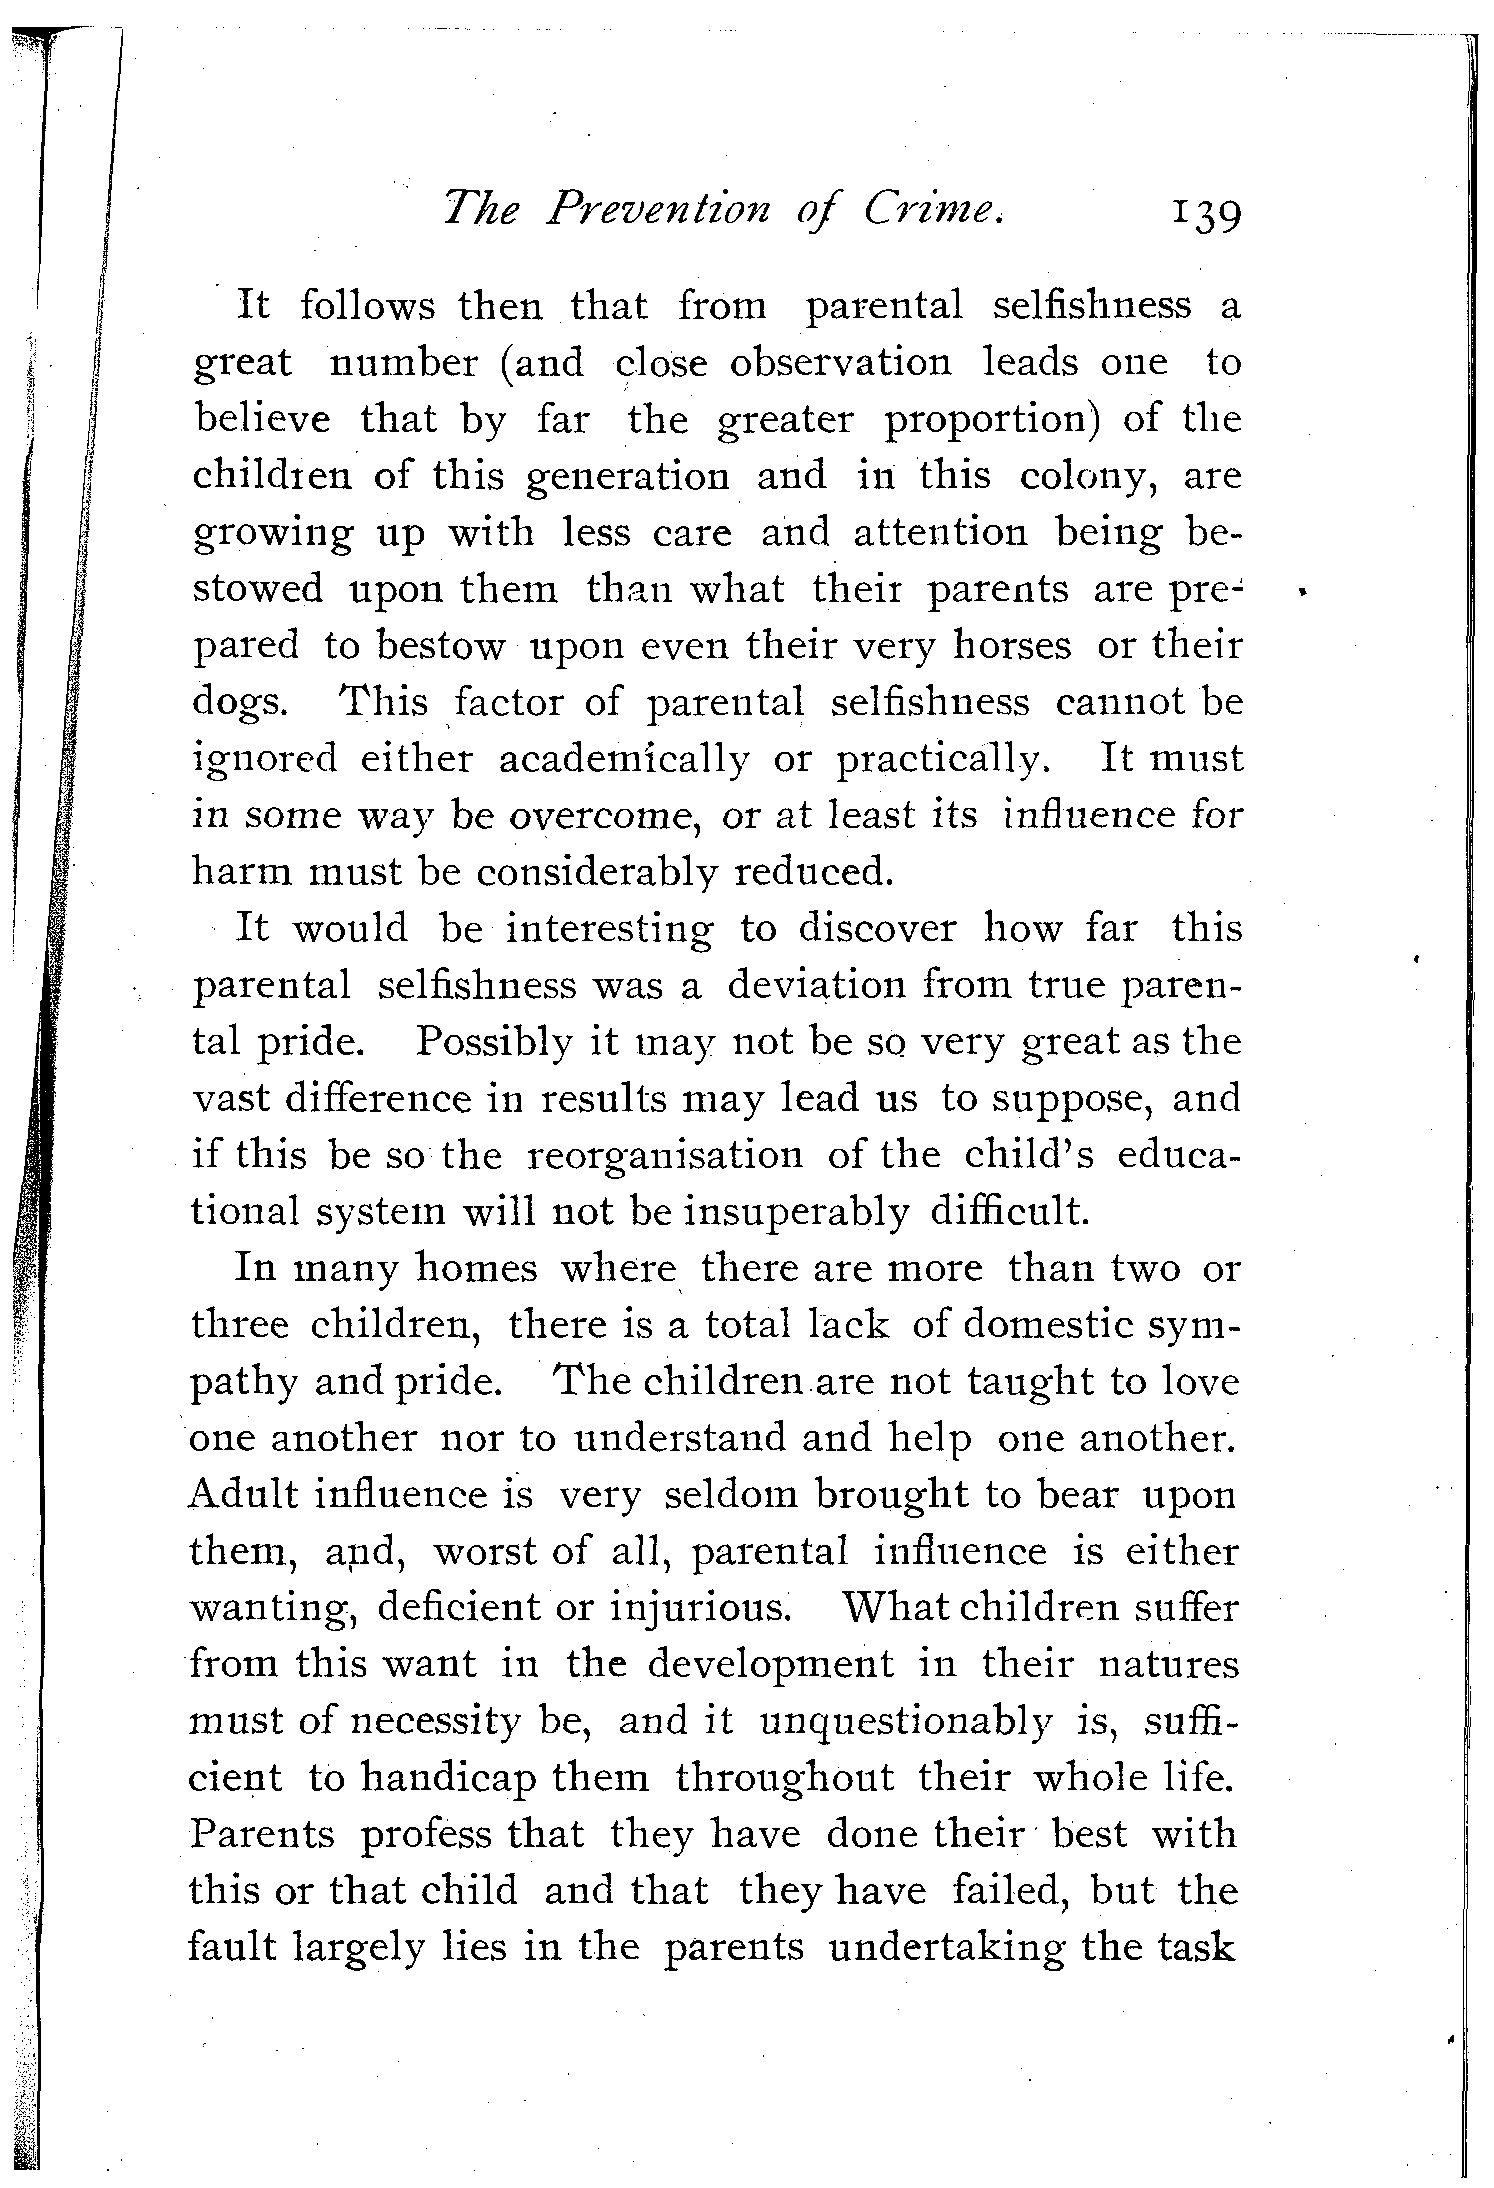 The Prevention of Crime. 139
It follows then that from parental selfishness a
great number (and close observation leads one to
believe that by far the greater proportion) of the
children of this generation and in this colony, are
growing up with less care and attention being be-
stowed upon them than what their parents are pre-
pared to bestow upon even their very horses or their
dogs. This factor of parental selfishness cannot be
ignored either academically or practically. It must
in some way be overcome, or at least its influence for
harm must be considerably reduced.
It would be interesting to discover how far this
parental selfishness was a deviation from true paren-
tal pride. Possibly it may not be so very great as the
vast difference in results may lead us to suppose, and
if this be so the reorganisation of the child's educa-
tional system will not be insuperably difficult.
In many homes where there are more than two or
three children, there is a total lack of domestic sym-
pathy and pride. The children are not taught to love
one another nor to understand and help one another.
Adult influence is very seldom brought to bear upon
them, and, worst of all, parental influence is either
wanting, deficient or injurious. What children suffer
from this want in the development in their natures
must of necessity be, and it unquestionably is, suffi-
cient to handicap them throughout their whole life.
Parents profess that they have done their best with
this or that child and that they have failed, but the
fault largely lies in the parents undertaking the task